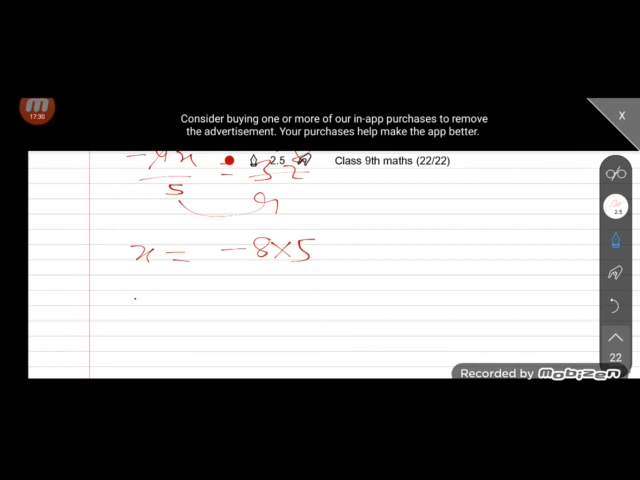 17:30
Consider buying one or more of our in-app purchases to remove
the advertisement. Your purchases help make the app better.
X
2.5 Class 9th maths (22/22)
5
x = - 8 × 5
2.5
22
Recorded by mobizen